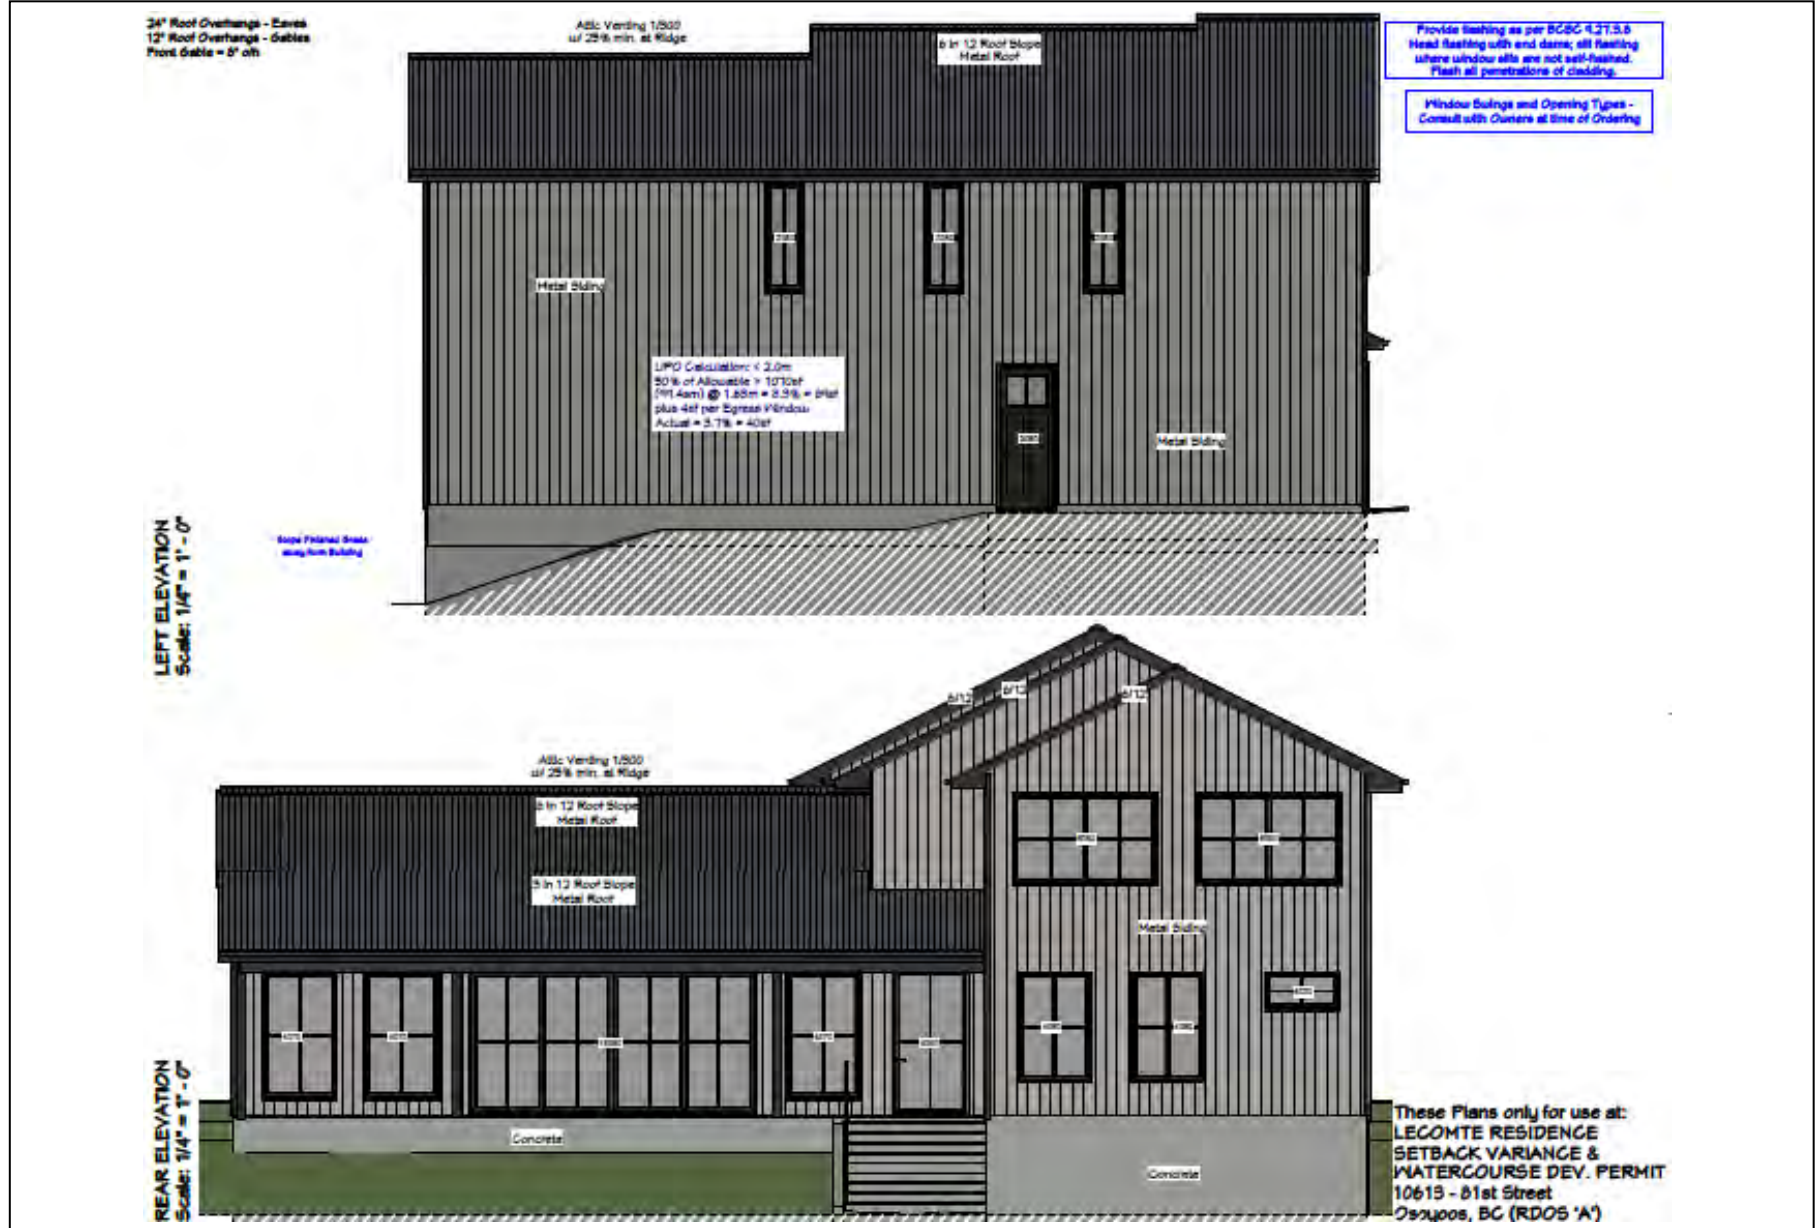 24" Roof Overhangs - Eaves
12" Roof Overhangs - Gables
Front Gable = 8" o/h
Attic Venting 1/300
w/ 25% min. at Ridge
6 in 12 Roof Slope
Metal Roof
Provide flashing as per BCBC 9.27.3.8
Head flashing with end dams; sill flashing
where window sills are not self-flashed.
Flash all penetrations of cladding.
Window Swings and Opening Types -
Consult with Owners at time of Ordering
Metal Siding
UPO Calculation: < 2.0m
50% of Allowable >
plus 4sf per Egress Window
Actual = 3.7% = 40sf
Metal Siding
Slope Finished Grade
away from Building
LEFT ELEVATION
Scale: 1/4" = 1' - 0"
6/12
6/12
6/12
Attic Venting 1/300
w/ 25% min. at Ridge
6 in 12 Roof Slope
Metal Roof
3 in 12 Roof Slope
Metal Roof
Metal Siding
Concrete
Concrete
REAR ELEVATION
Scale: 1/4" = 1' - 0"
These Plans only for use at:
LECOMTE RESIDENCE
SETBACK VARIANCE &
WATERCOURSE DEV. PERMIT
10613 - 81st Street
Osoyoos, BC (RDOS 'A')